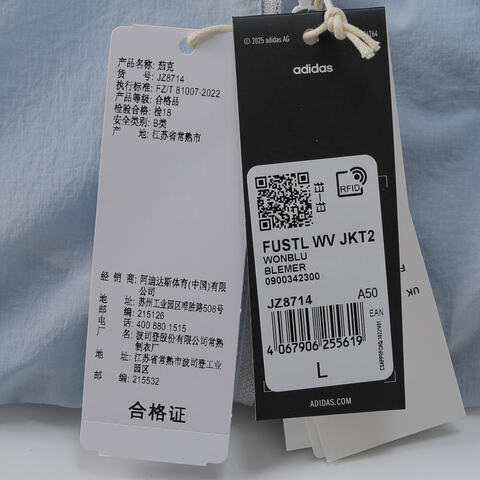 产品名称: 茄克
货 号: JZ8714
执行标准: FZ/T 81007-2022
产品等级: 合格品
检验合格: 检18
安全类别: B类
产 地: 江苏省常熟市
经 销 商: 阿迪达斯体育(中国)有限公司
地 址: 苏州工业园区唯胜路508号
邮 编: 215126
电 话: 400 880 1515
制 造 商: 波司登股份有限公司常熟制衣厂
地 址: 江苏省常熟市波司登工业园区
邮 编: 215532
合格证
© 2025 adidas AG
adidas
RFID
FUSTL WV JKT2
WONBLU
BLEMER
0900342300
JZ8714 A50
EAN
4 067906 255619
L
ADIDAS.COM
UK